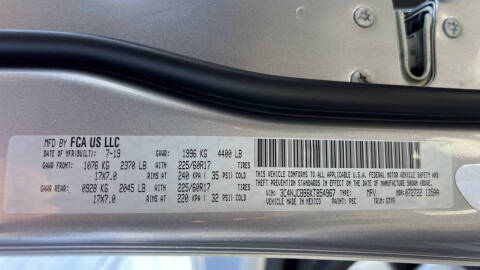 MFD BY FCA US LLC
DATE OF MFR(BUILT): 7-19 GVWR: 1996 KG 4400 LB
GAWR FRONT: 1076 KG 2370 LB WITH 225/60R17 TIRES
17X7.0 RIMS AT 240 KPA ( 35 PSI) COLD
GAWR REAR: 0928 KG 2045 LB WITH 225/60R17 TIRES
17X7.0 RIMS AT 220 KPA ( 32 PSI) COLD
THIS VEHICLE CONFORMS TO ALL APPLICABLE U.S.A. FEDERAL MOTOR VEHICLE SAFETY AND
THEFT PREVENTION STANDARDS IN EFFECT ON THE DATE OF MANUFACTURE SHOWN ABOVE.
VIN: TYPE: MPV MDH: 072722
VEHICLE MADE IN MEXICO PAINT: PSC TRIM: